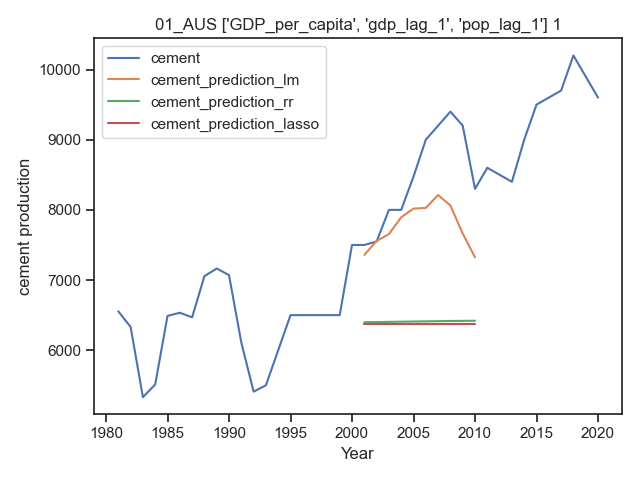 01_AUS ['GDP_per_capita', 'gdp_lag_1', 'pop_lag_1'] 1
cement
cement_prediction_lm
cement_prediction_rr
cement_prediction_lasso
cement production
10000
9000
8000
7000
6000
1980 1985 1990 1995 2000 2005 2010 2015 2020
Year